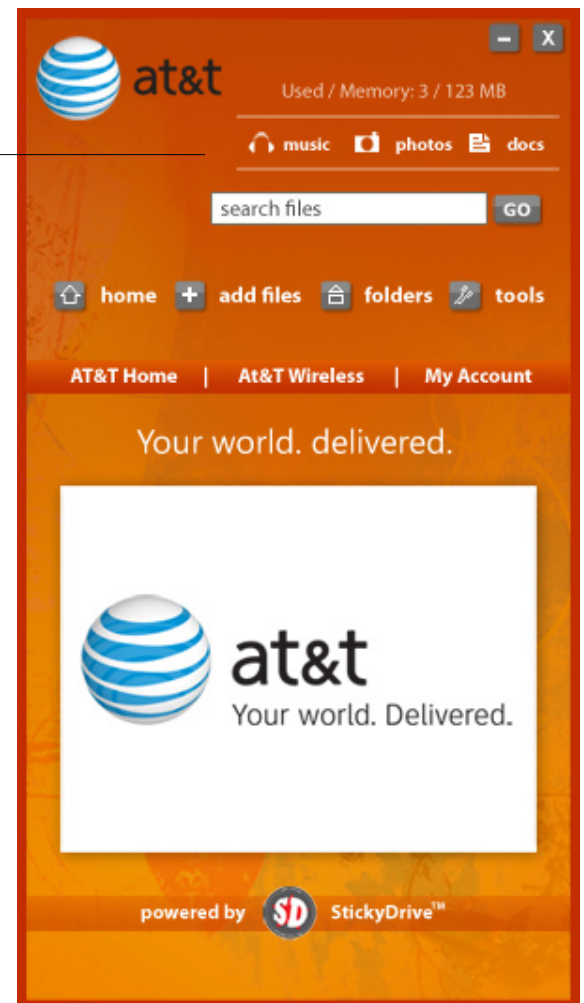 - X
at&t
Used / Memory: 3 / 123 MB
music photos docs
search files GO
home + add files folders tools
AT&T Home | At&T Wireless | My Account
Your world. delivered.
at&t
Your world. Delivered.
powered by SD StickyDrive™